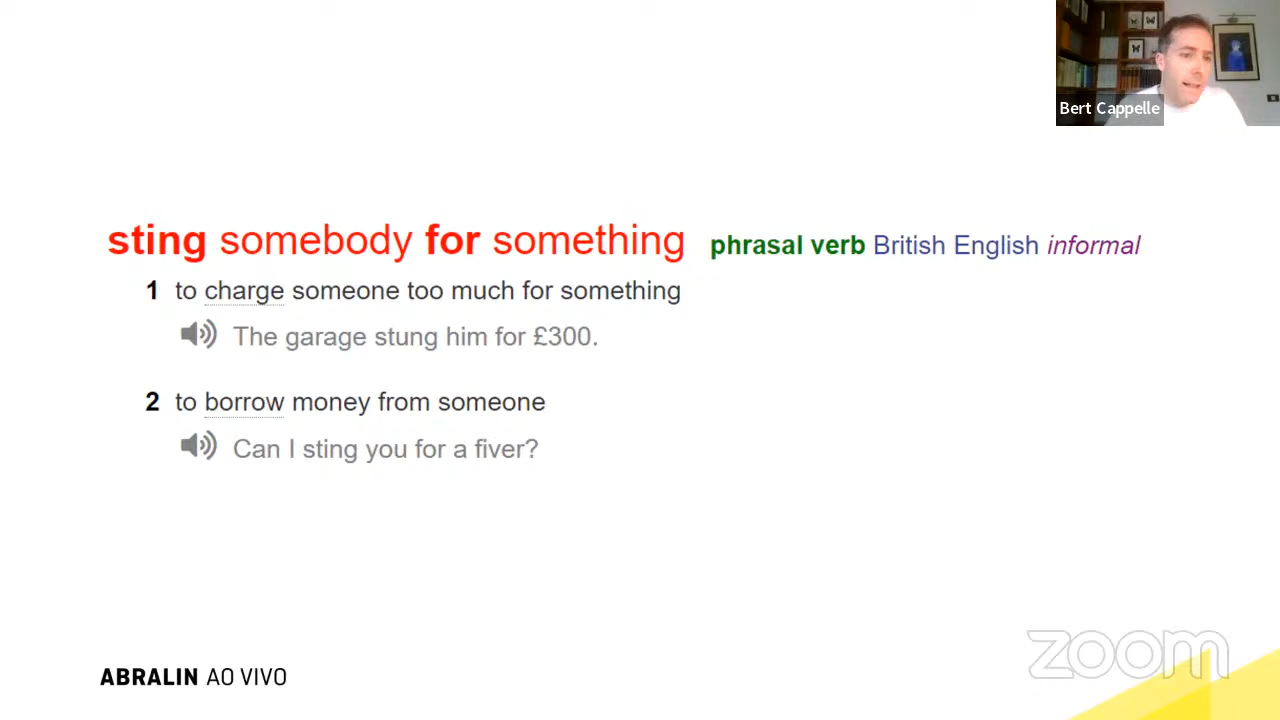 Bert Cappelle
sting somebody for something phrasal verb British English informal
1 to charge someone too much for something
The garage stung him for £300.
2 to borrow money from someone
Can I sting you for a fiver?
ABRALIN AO VIVO
zoom